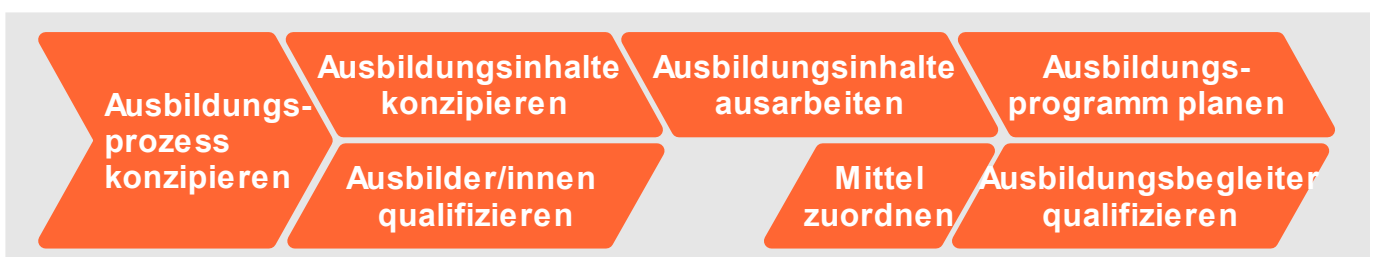 Ausbildungs-
prozess
konzipieren
Ausbildungsinhalte
konzipieren
Ausbildungsinhalte
ausarbeiten
Ausbildungs-
programm planen
Ausbilder/innen
qualifizieren
Mittel
zuordnen
Ausbildungsbegleiter
qualifizieren